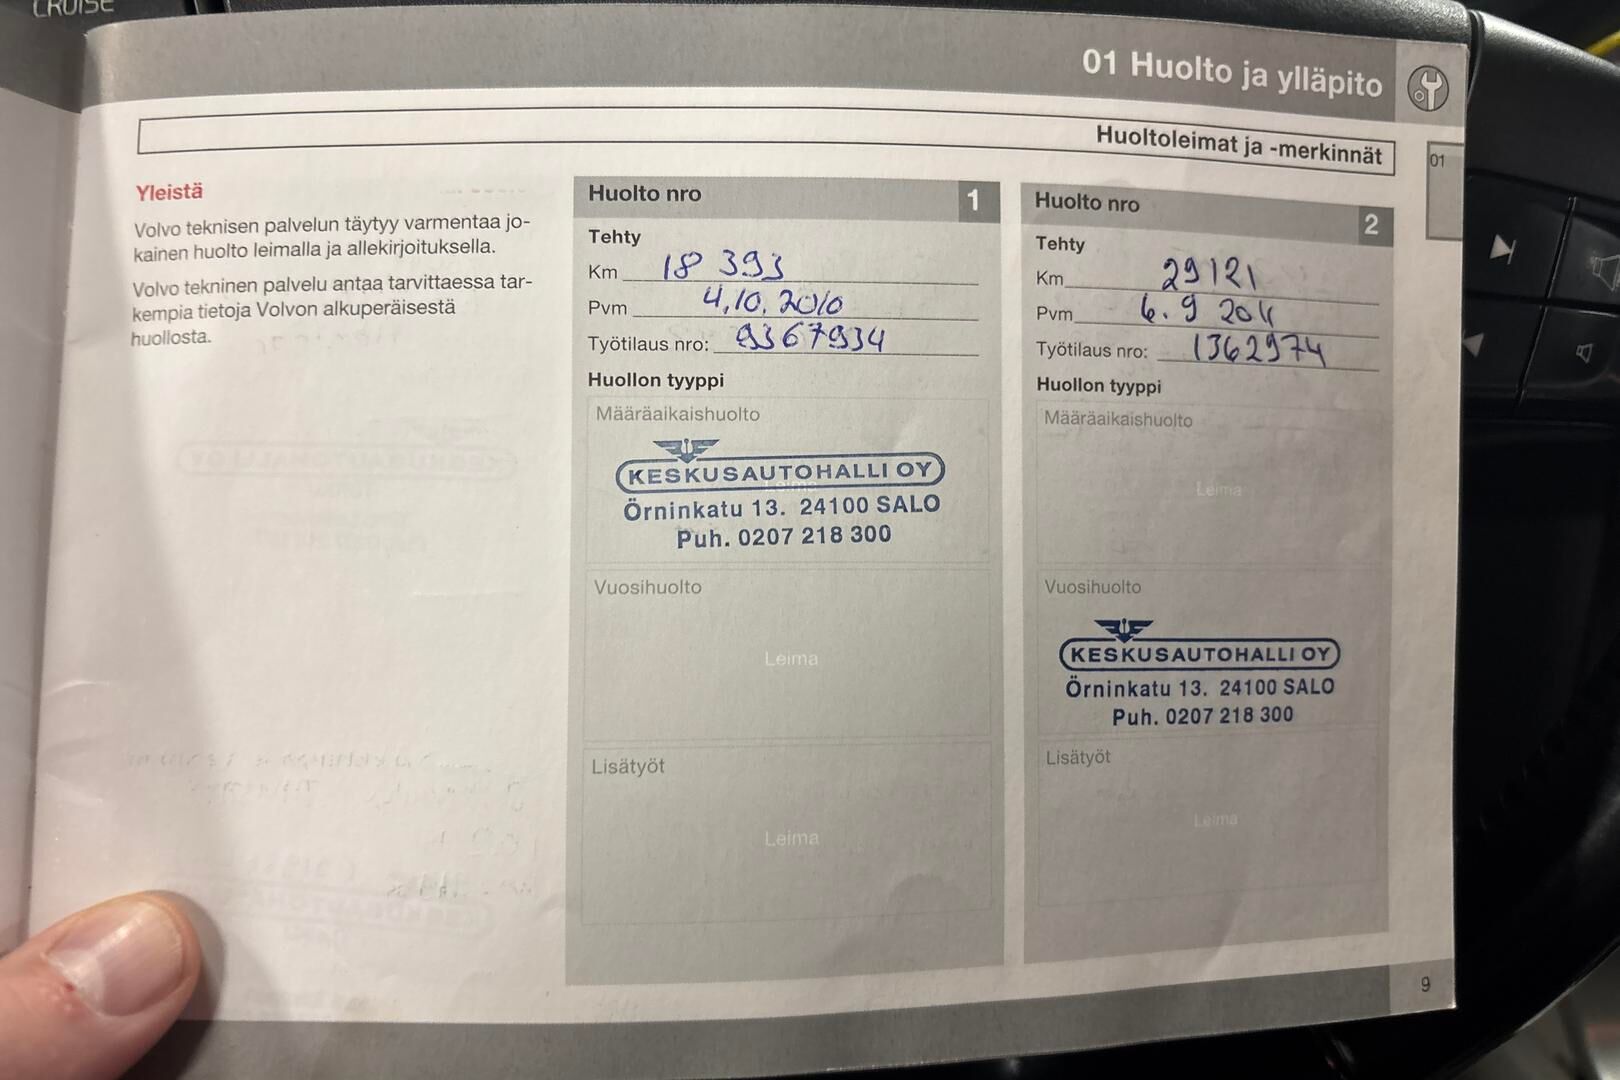 CRUISE
01 Huolto ja ylläpito
Huoltoleimat ja -merkinnät
01
Yleistä
Volvo teknisen palvelun täytyy varmentaa jo-
kainen huolto leimalla ja allekirjoituksella.
Volvo tekninen palvelu antaa tarvittaessa tar-
kempia tietoja Volvon alkuperäisestä
huollosta.
Huolto nro 1
Tehty
Km 18 393
Pvm 4.10.2010
Työtilaus nro: 9367934
Huollon tyyppi
Määräaikaishuolto
Leima
KESKUSAUTOHALLI OY
Örninkatu 13. 24100 SALO
Puh. 0207 218 300
Vuosihuolto
Leima
Lisätyöt
Leima
Huolto nro 2
Tehty
Km 29121
Pvm 6.9 2011
Työtilaus nro: 1362974
Huollon tyyppi
Määräaikaishuolto
Leima
Vuosihuolto
KESKUSAUTOHALLI OY
Örninkatu 13. 24100 SALO
Puh. 0207 218 300
Lisätyöt
Leima
9